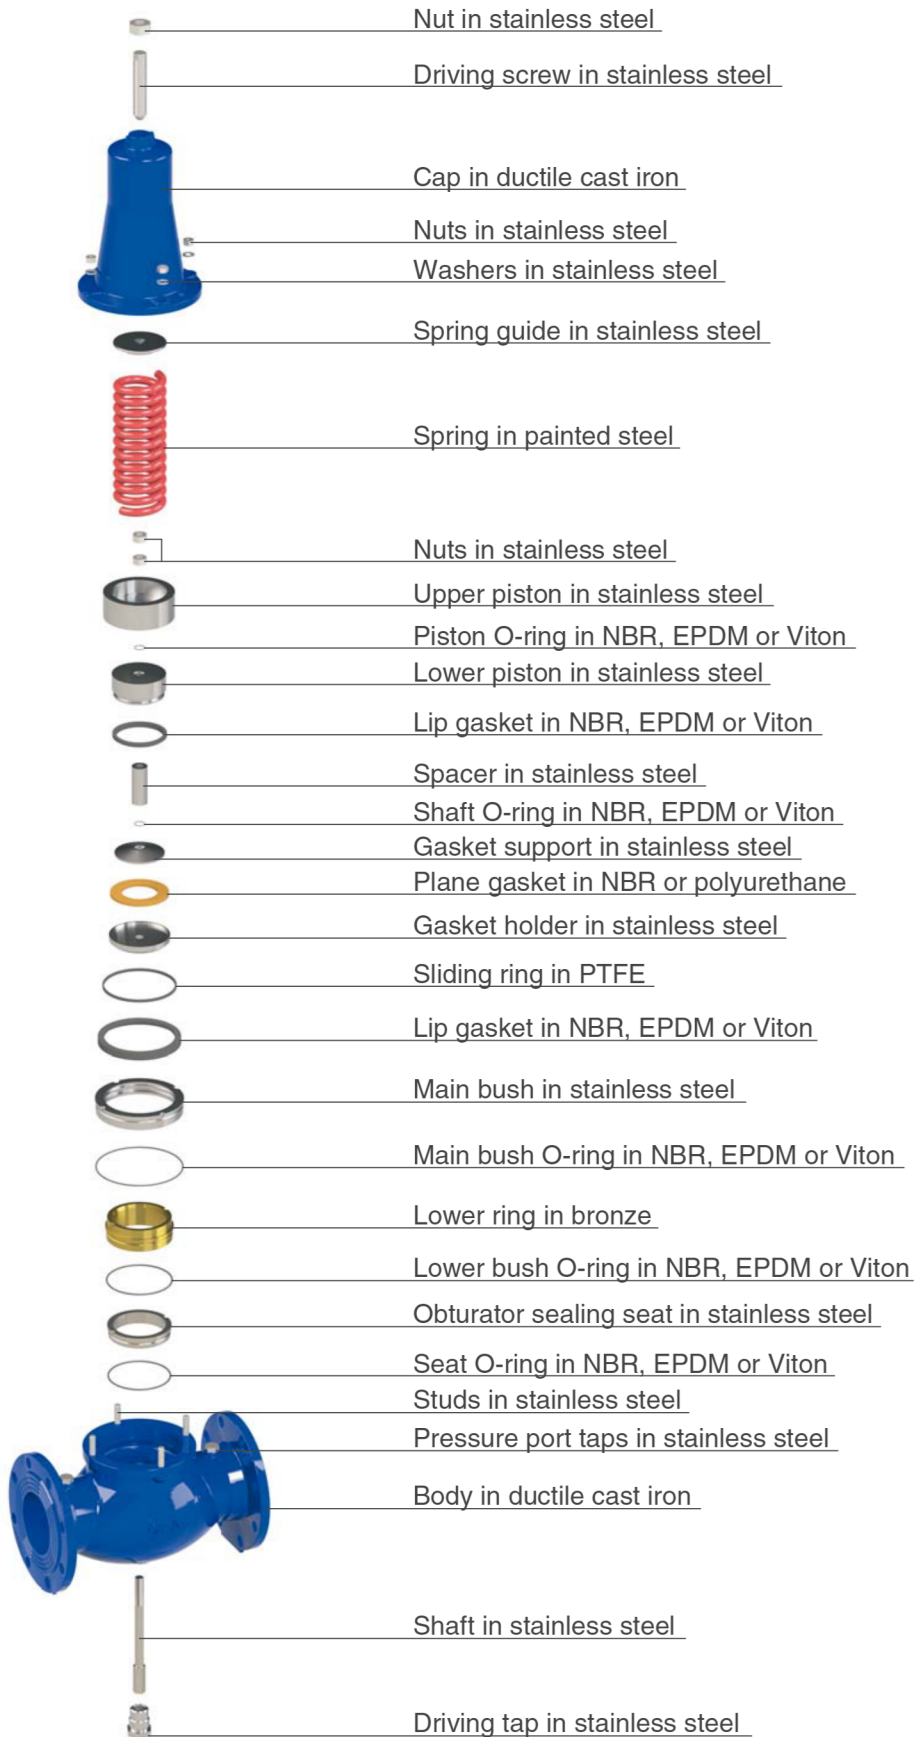 Nut in stainless steel
Driving screw in stainless steel
Cap in ductile cast iron
Nuts in stainless steel
Washers in stainless steel
Spring guide in stainless steel
Spring in painted steel
Nuts in stainless steel
Upper piston in stainless steel
Piston O-ring in NBR, EPDM or Viton
Lower piston in stainless steel
Lip gasket in NBR, EPDM or Viton
Spacer in stainless steel
Shaft O-ring in NBR, EPDM or Viton
Gasket support in stainless steel
Plane gasket in NBR or polyurethane
Gasket holder in stainless steel
Sliding ring in PTFE
Lip gasket in NBR, EPDM or Viton
Main bush in stainless steel
Main bush O-ring in NBR, EPDM or Viton
Lower ring in bronze
Lower bush O-ring in NBR, EPDM or Viton
Obturator sealing seat in stainless steel
Seat O-ring in NBR, EPDM or Viton
Studs in stainless steel
Pressure port taps in stainless steel
Body in ductile cast iron
Shaft in stainless steel
Driving tap in stainless steel